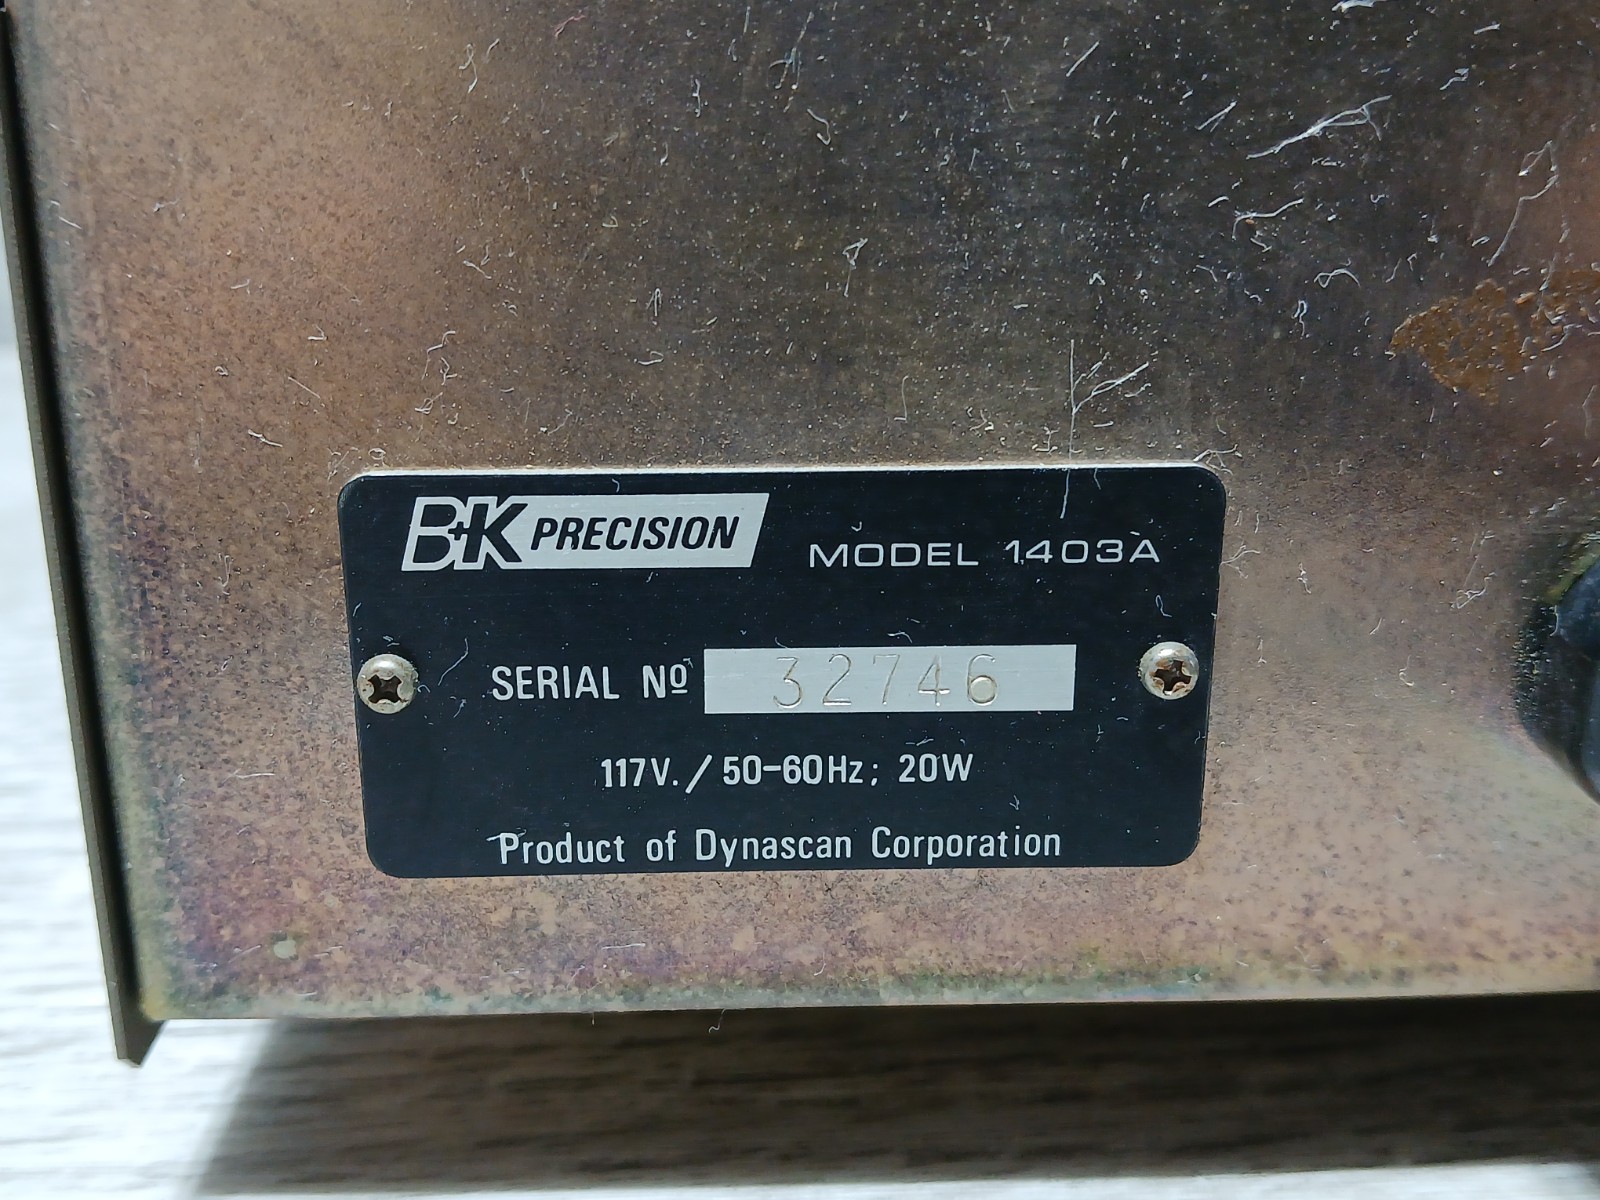 B+K PRECISION MODEL 1403A
SERIAL Nº 32746
117V./50-60Hz; 20W
Product of Dynascan Corporation